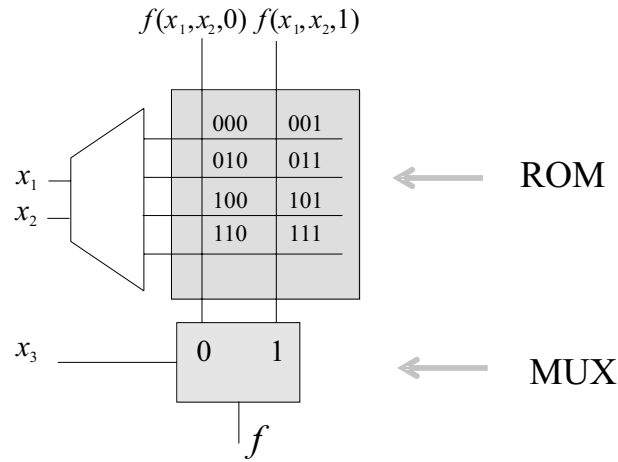 f(x₁,x₂,0) f(x₁,x₂,1)
000 001
010 011
x₁
ROM
100 101
x₂
110 111
x₃
0 1
MUX
f